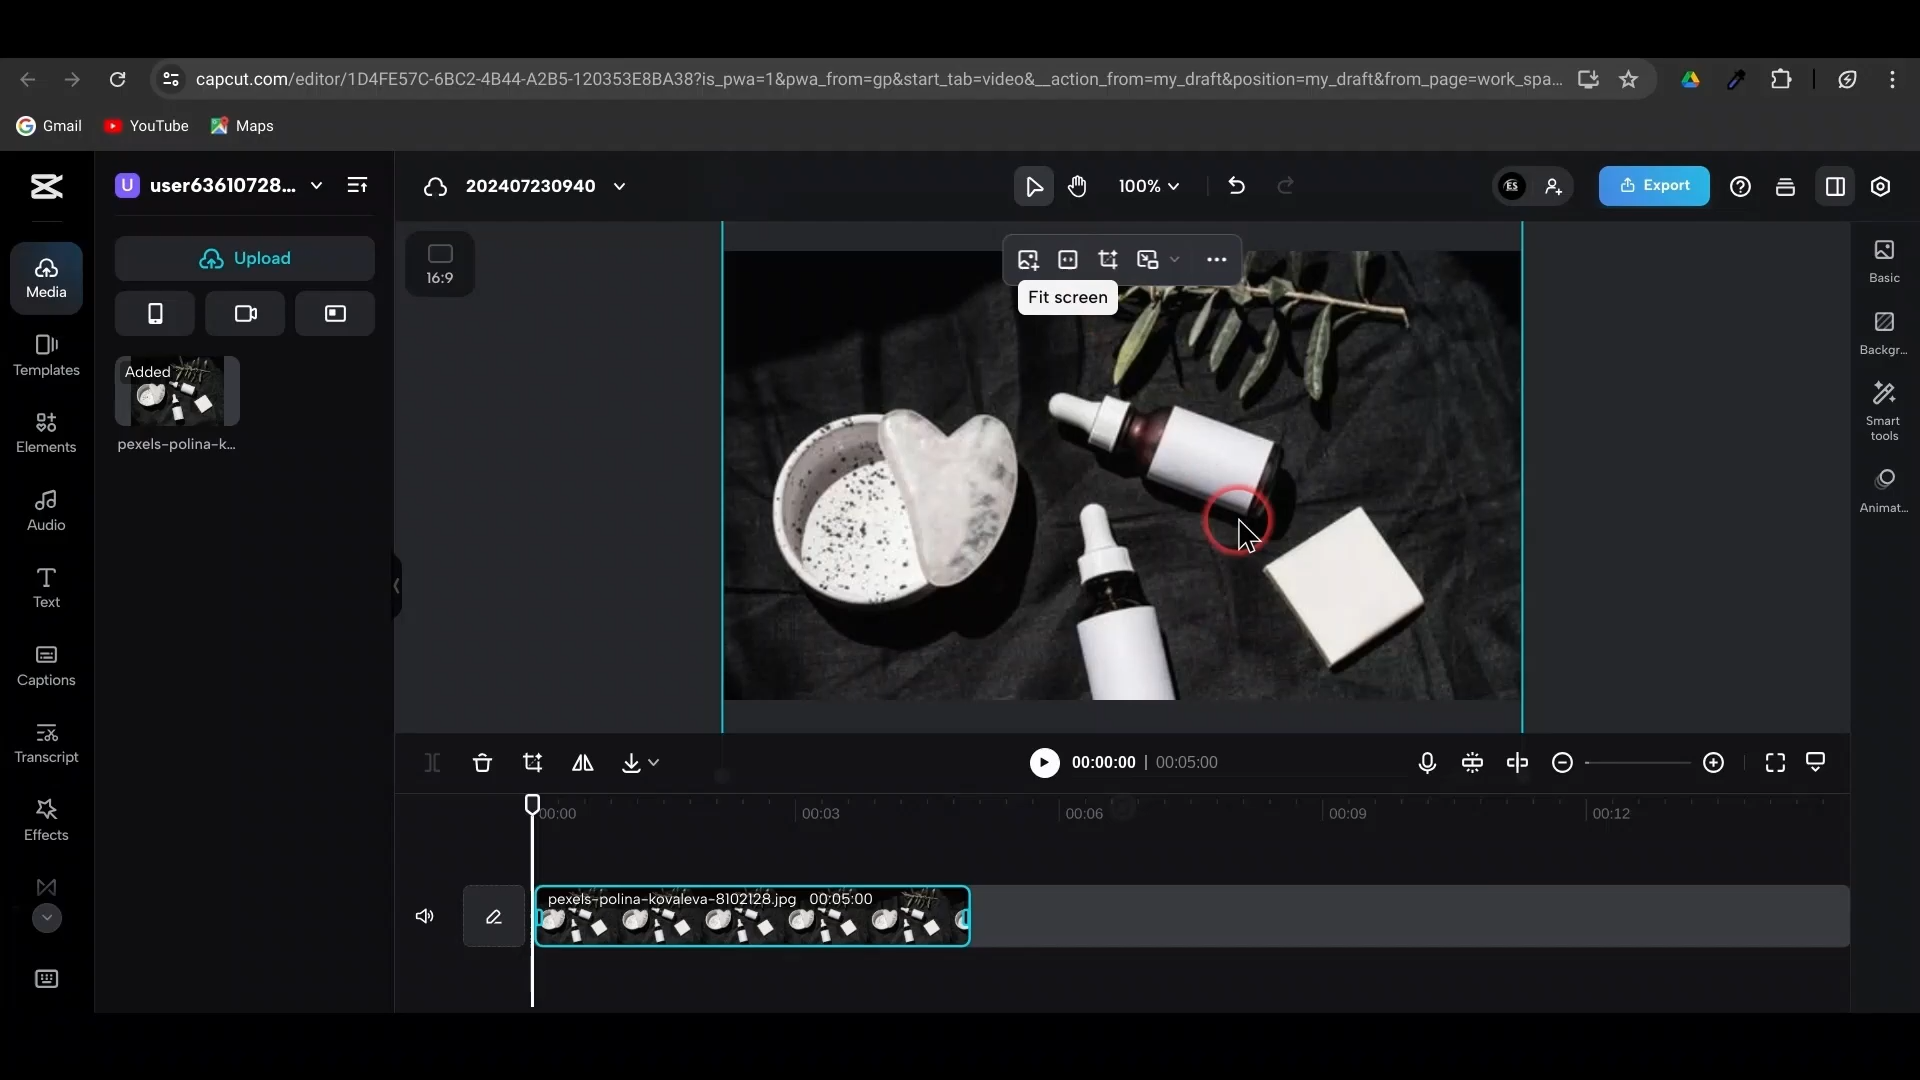 capcut.com/editor/1D4FE57C-6BC2-4B44-A2B5-120353E8BA38?is_pwa=1&pwa_from=gp&start_tab=video&__action_from=my_draft&position=my_draft&from_page=work_spa...
Gmail
YouTube
Maps
U
user63610728...
202407230940
100%
ES
Export
Upload
Media
16:9
Fit screen
Basic
Templates
Added
pexels-polina-k...
Backgr...
Elements
Smart
tools
Audio
Animat...
Text
Captions
Transcript
00:00:00 | 00:05:00
Effects
00:00
00:03
00:06
00:09
00:12
pexels-polina-kovaleva-8102128.jpg 00:05:00